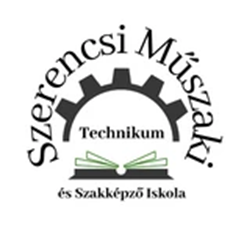 Szerencsi Műszaki
Technikum
és Szakképző Iskola